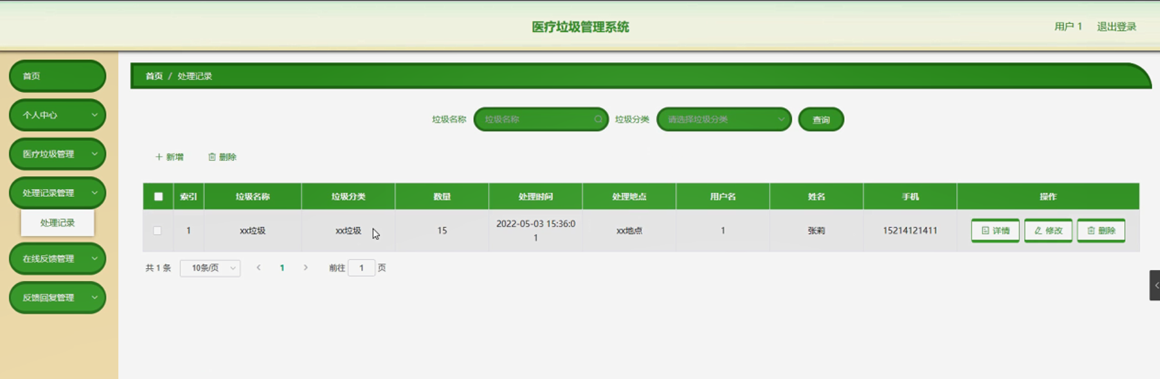 医疗垃圾管理系统
用户 1 退出登录
首页
个人中心
医疗垃圾管理
处理记录管理
处理记录
在线反馈管理
反馈回复管理
首页 / 处理记录
垃圾名称 垃圾名称 垃圾分类 请选择垃圾分类 查询
+ 新增 删除
索引 垃圾名称 垃圾分类 数量 处理时间 处理地点 用户名 姓名 手机 操作
1 xx垃圾 xx垃圾 15 2022-05-03 15:36:0 xx地点 1 张莉 15214121411 详情 修改 删除
1
共 1 条 10条/页 < 1 > 前往 1 页